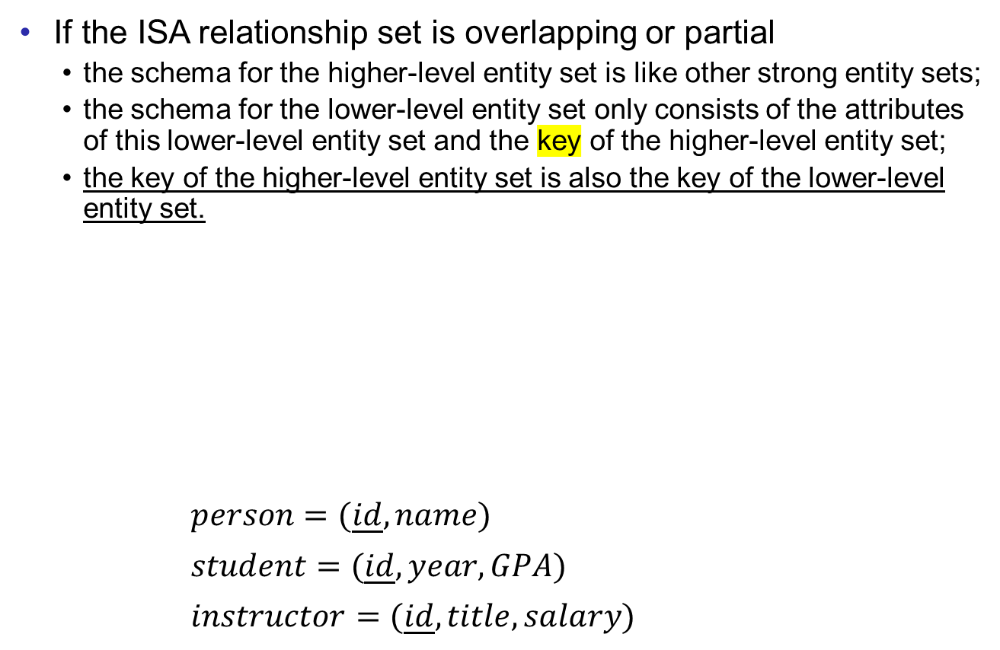 • If the ISA relationship set is overlapping or partial
• the schema for the higher-level entity set is like other strong entity sets;
• the schema for the lower-level entity set only consists of the attributes
of this lower-level entity set and the key of the higher-level entity set;
• the key of the higher-level entity set is also the key of the lower-level
entity set.
person = (id, name)
student = (id, year, GPA)
instructor = (id, title, salary)